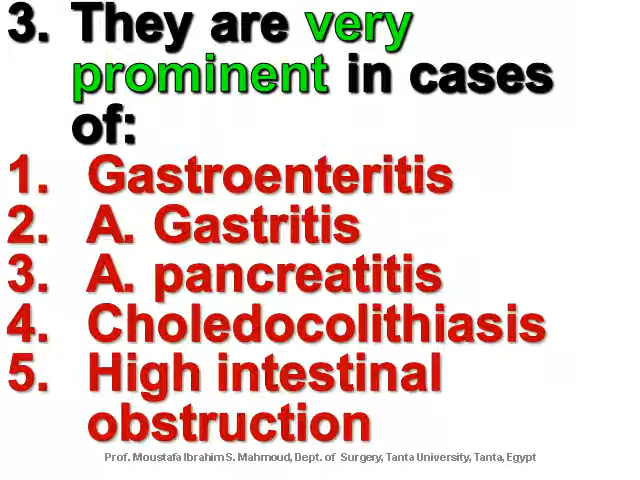 3. They are very
prominent in cases
of:
1. Gastroenteritis
2. A. Gastritis
3. A. pancreatitis
4. Choledocolithiasis
5. High intestinal
obstruction
Prof. Moustafa Ibrahim S. Mahmoud, Dept. of Surgery, Tanta University, Tanta, Egypt